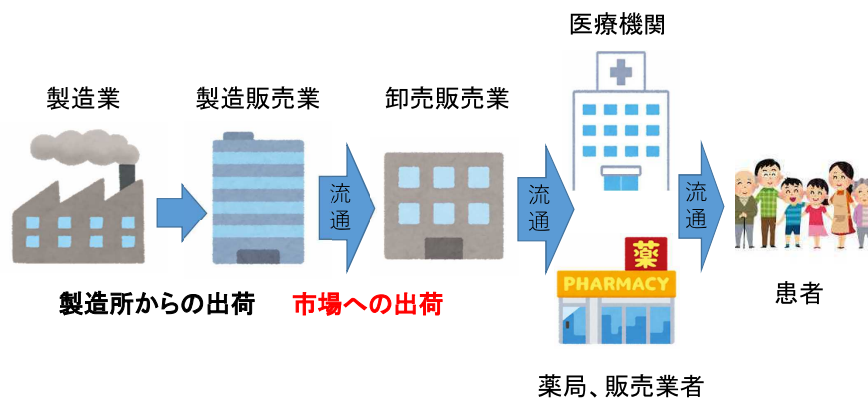 医療機関
製造業
製造販売業
卸売販売業
流通
流通
流通
薬
PHARMACY
製造所からの出荷
市場への出荷
患者
薬局、販売業者